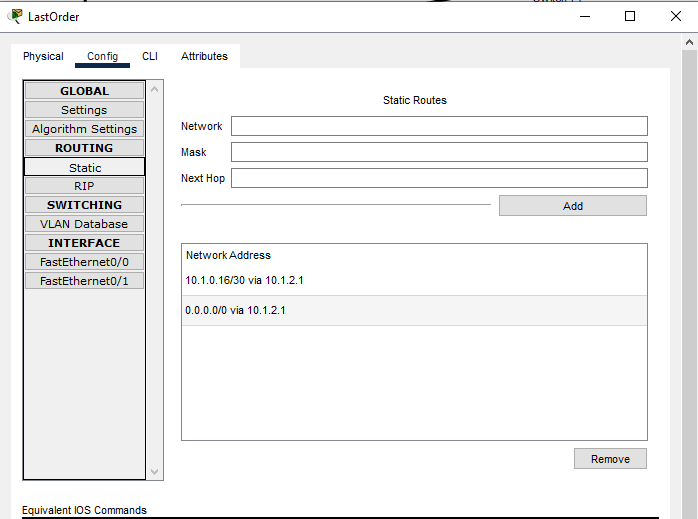 LastOrder
Physical Config CLI Attributes
GLOBAL
Settings
Algorithm Settings
ROUTING
Static
RIP
SWITCHING
VLAN Database
INTERFACE
FastEthernet0/0
FastEthernet0/1
Static Routes
Network
Mask
Next Hop
Add
Network Address
10.1.0.16/30 via 10.1.2.1
0.0.0.0/0 via 10.1.2.1
Remove
Equivalent IOS Commands